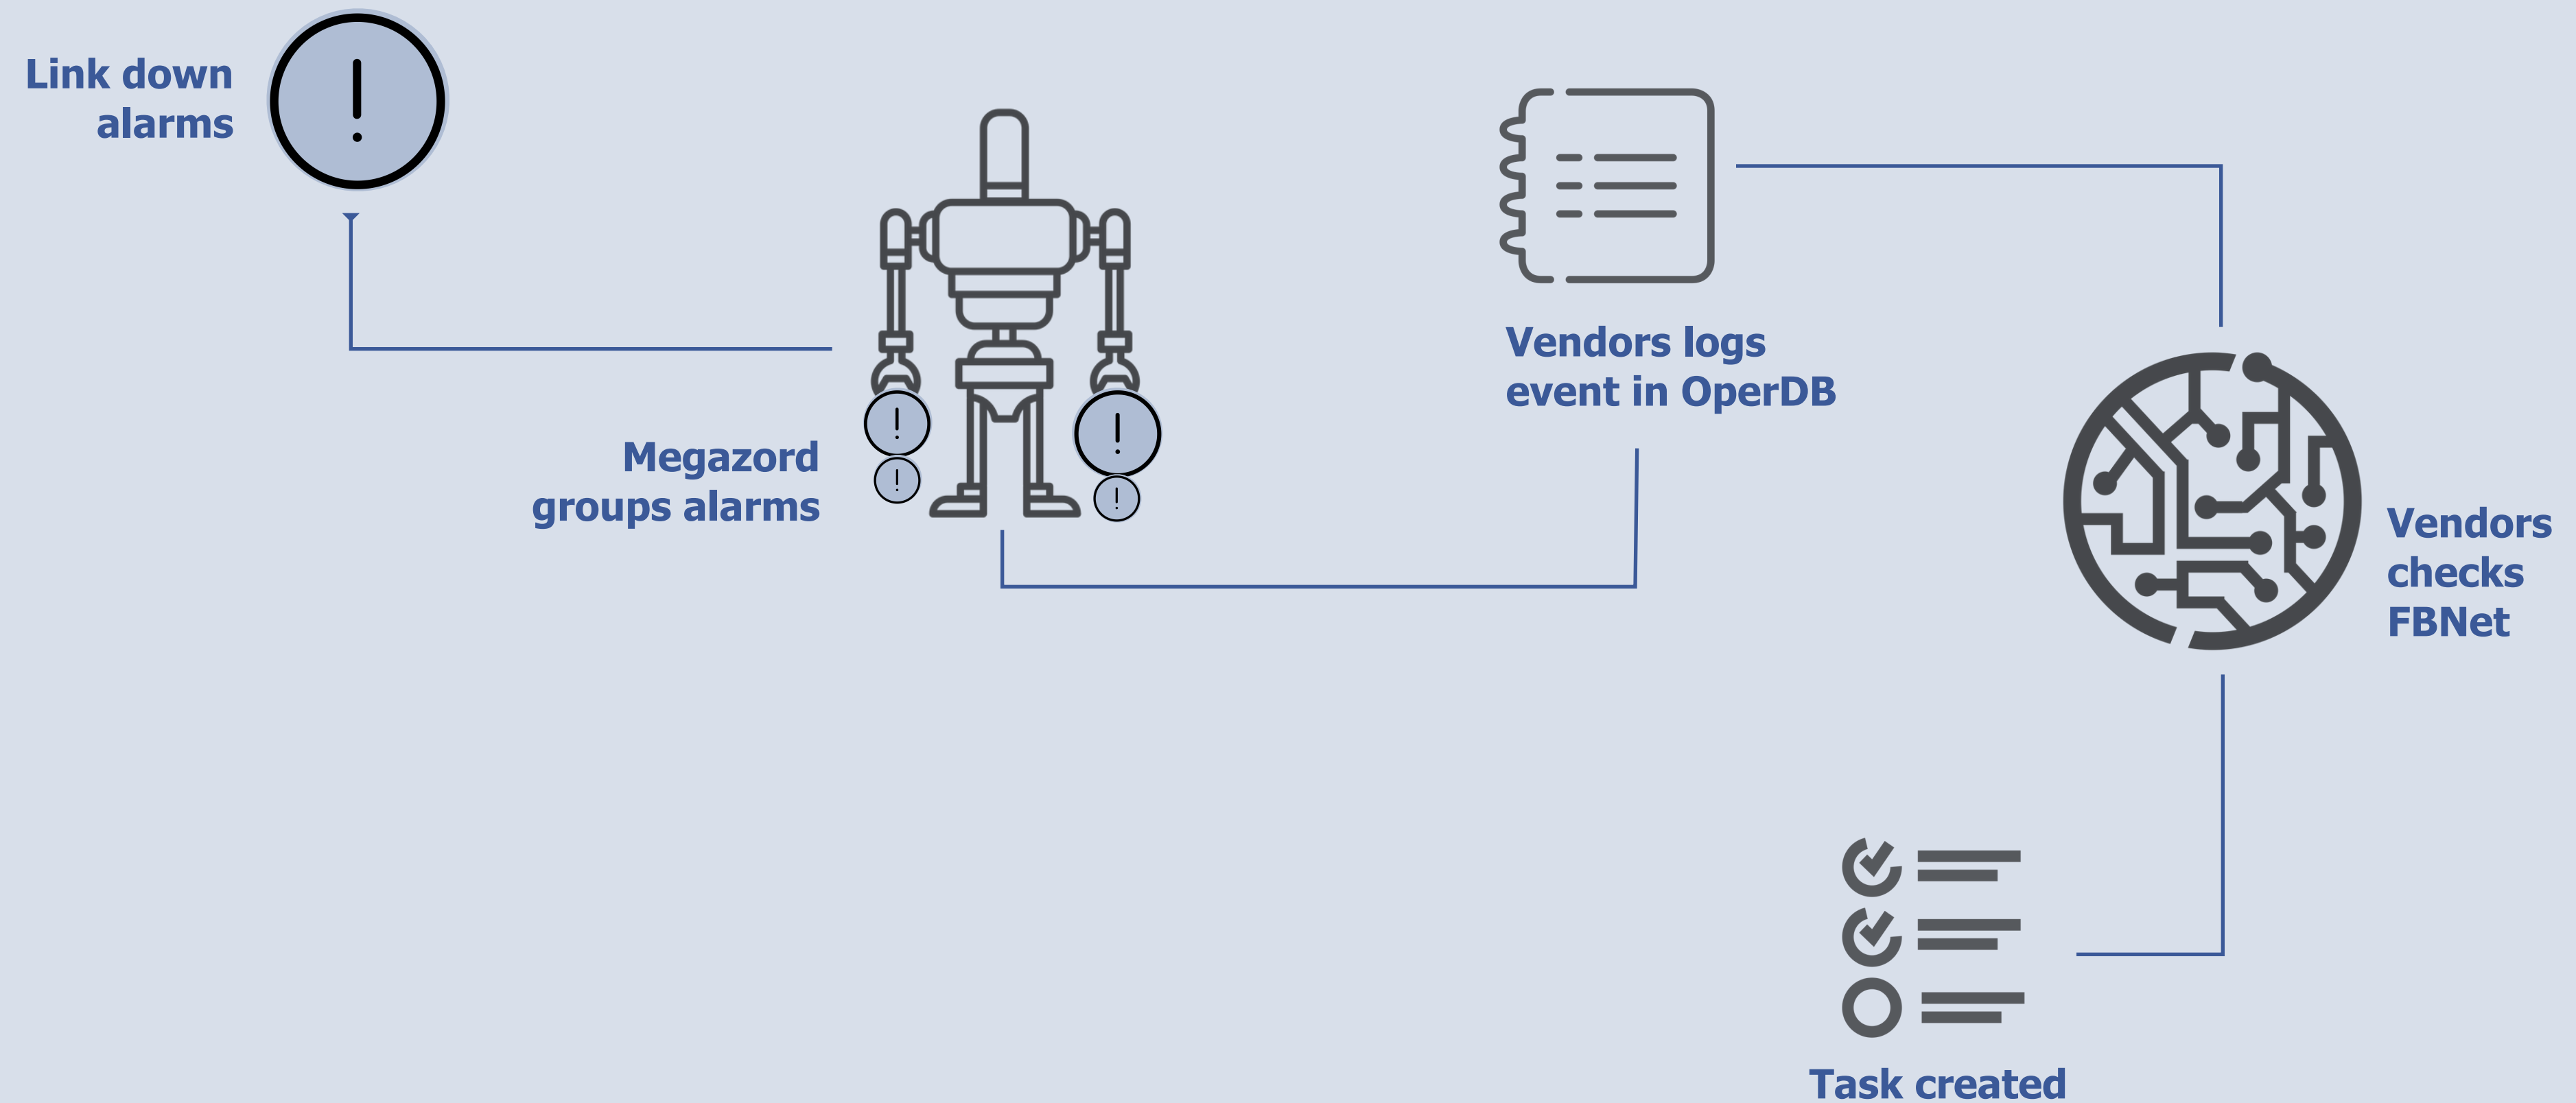 Link down
alarms
Megazord
groups alarms
Vendors logs
event in OperDB
Vendors
checks
FBNet
Task created